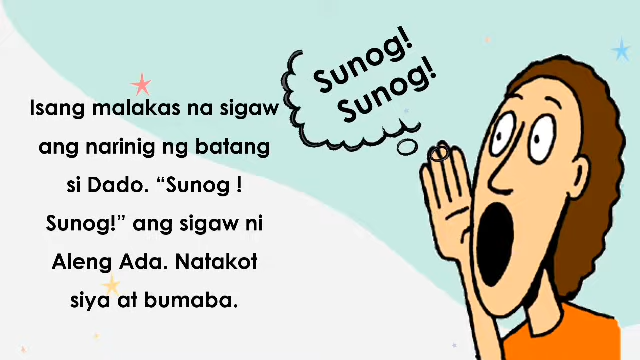 Isang malakas na sigaw
ang narinig ng batang
si Dado. “Sunog !
Sunog!” ang sigaw ni
Aleng Ada. Natakot
siya at bumaba.
Sunog!
Sunog!